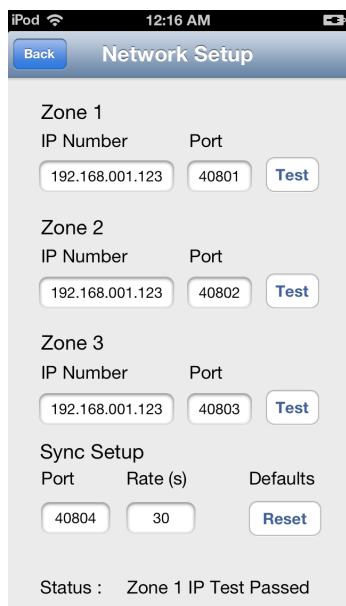 iPod 12:16 AM
Back Network Setup
Zone 1
IP Number Port
192.168.001.123 40801 Test
Zone 2
IP Number Port
192.168.001.123 40802 Test
Zone 3
IP Number Port
192.168.001.123 40803 Test
Sync Setup
Port Rate (s) Defaults
40804 30 Reset
Status : Zone 1 IP Test Passed